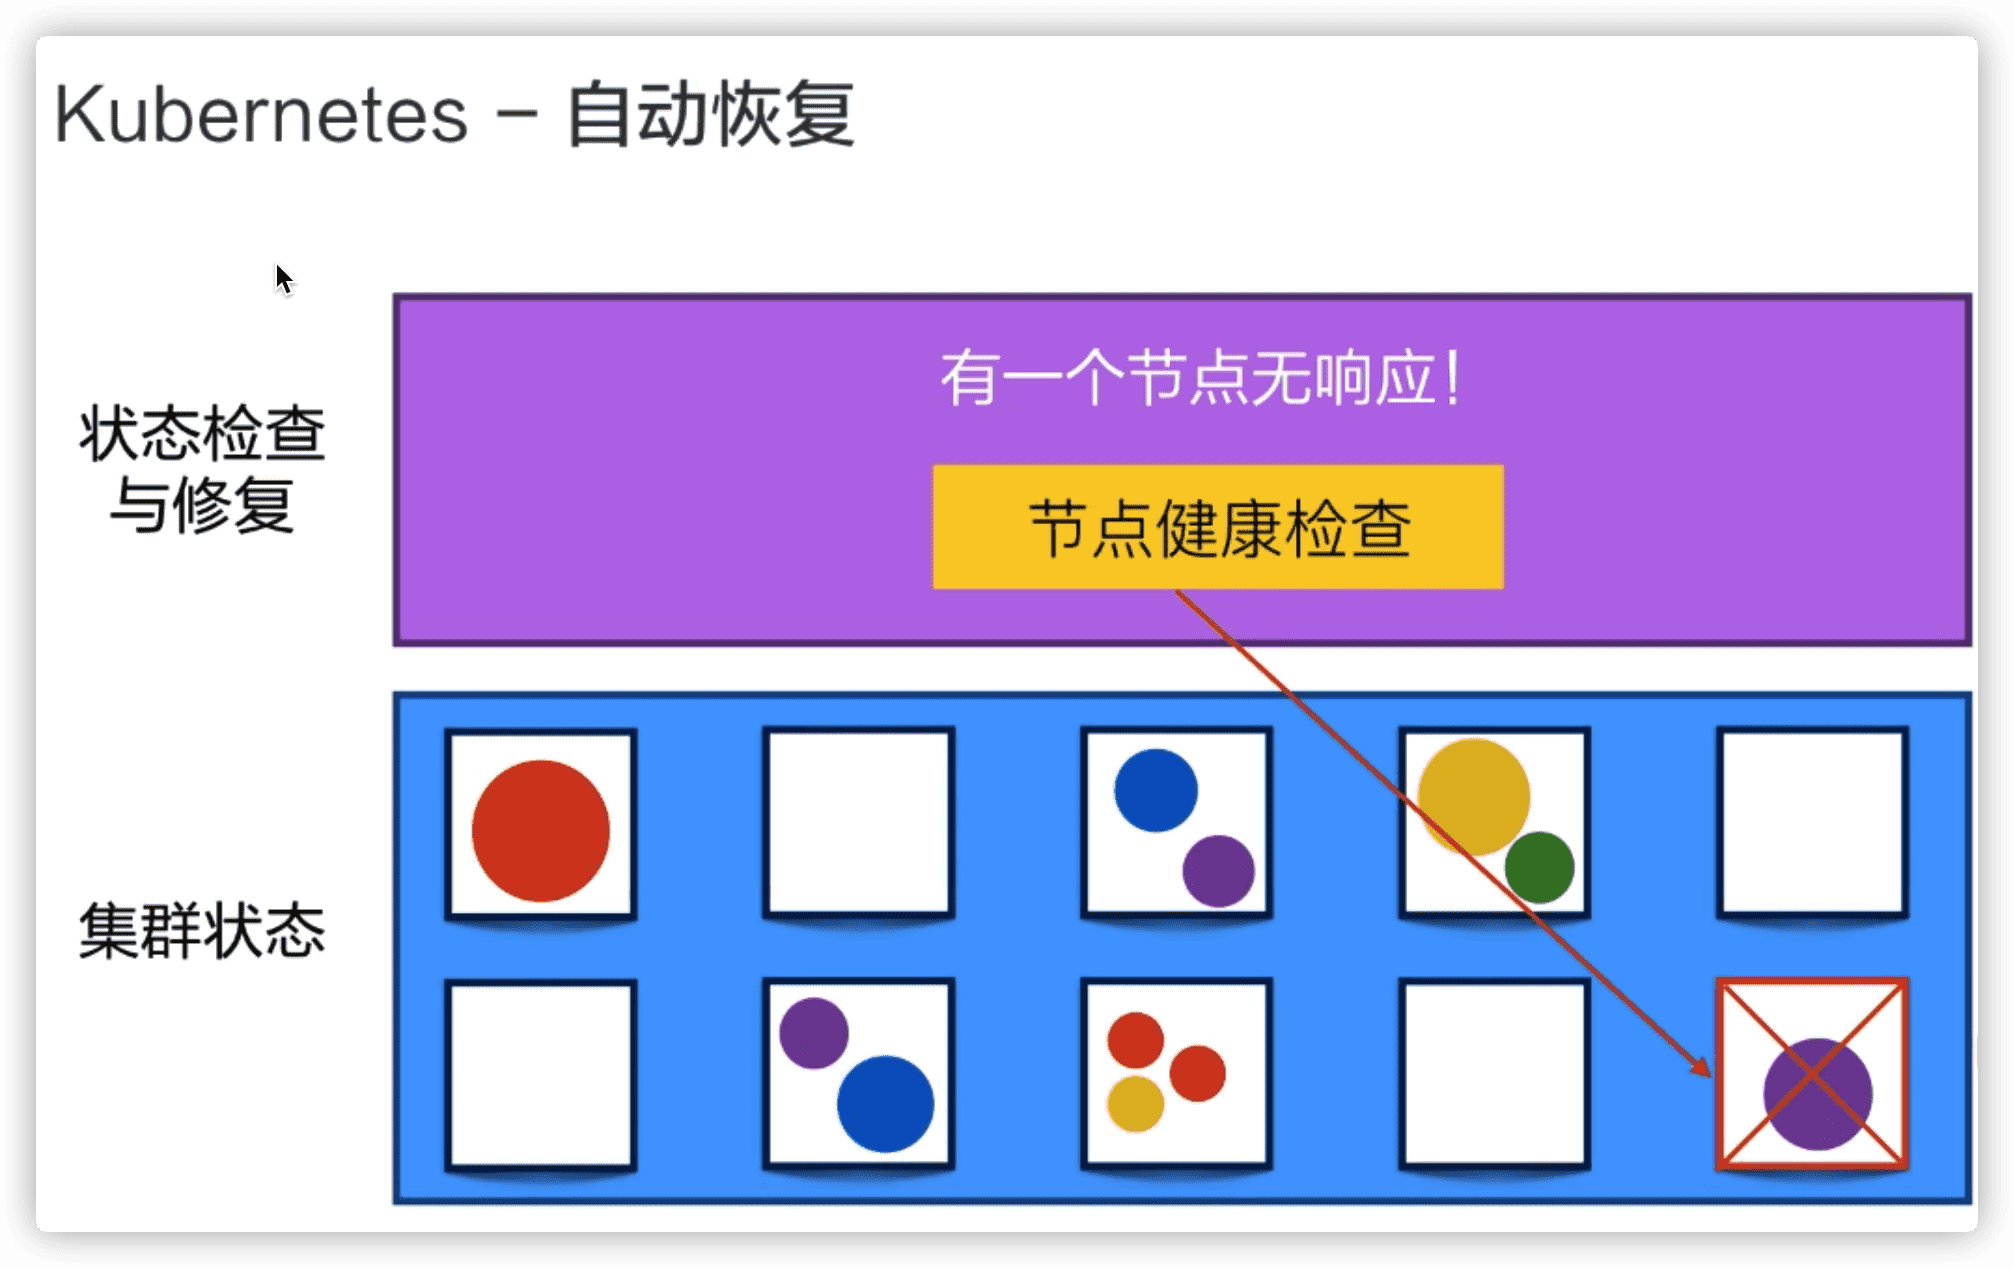 Kubernetes – 自动恢复
有一个节点无响应！
状态检查
与修复
节点健康检查
集群状态